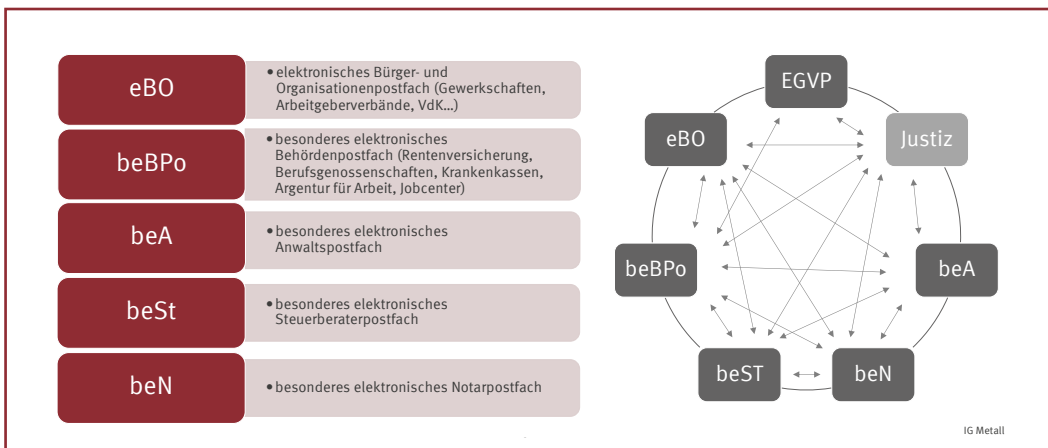 eBO
• elektronisches Bürger- und
Organisationenpostfach (Gewerkschaften,
Arbeitgeberverbände, VdK...)
beBPo
• besonderes elektronisches
Behördenpostfach (Rentenversicherung,
Berufsgenossenschaften, Krankenkassen,
Argentur für Arbeit, Jobcenter)
beA
• besonderes elektronisches
Anwaltspostfach
beSt
• besonderes elektronisches
Steuerberaterpostfach
beN
• besonderes elektronisches Notarpostfach
EGVP
eBO
Justiz
beBPo
beA
beST
beN
IG Metall